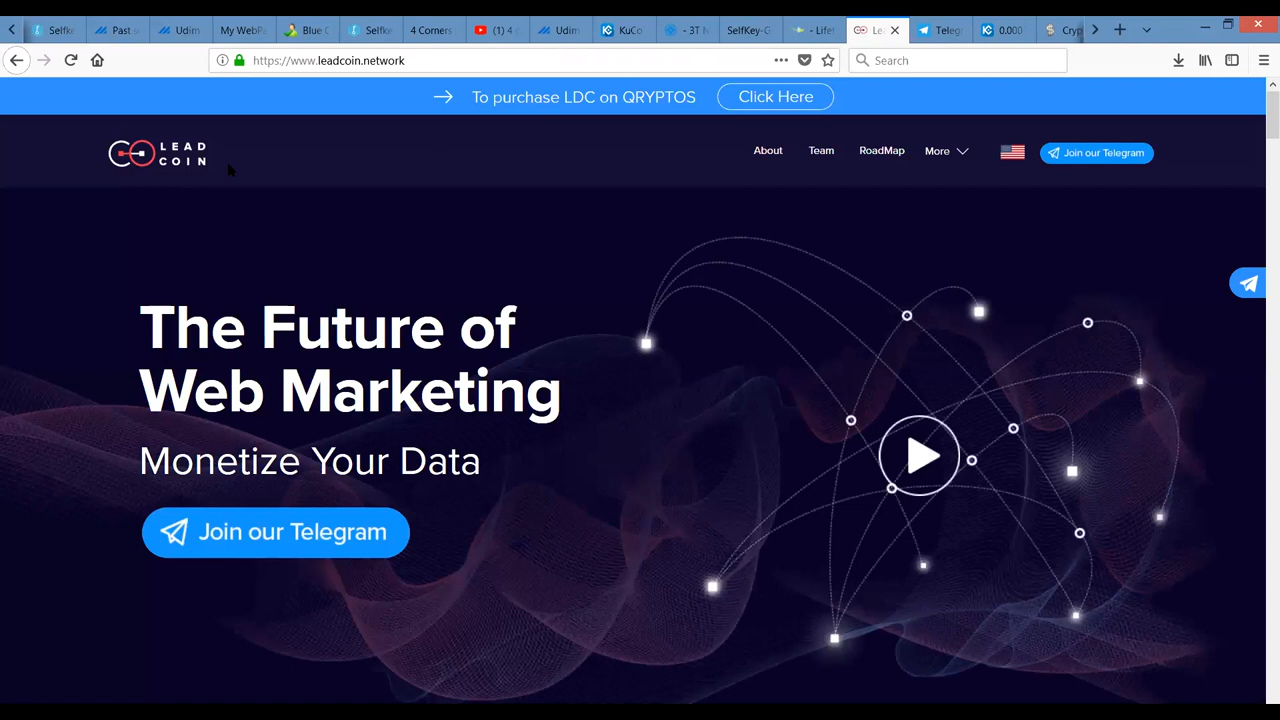 Selfke
Past s
Udim
My WebPa
Blue C
Selfke
4 Corners
(1) 4
Udim
KuCo
- 3T N
SelfKey-G
- Lifet
Lea
Teleg
0.000
Cryp
https://www.leadcoin.network
Search
To purchase LDC on QRYPTOS
Click Here
LEAD
COIN
About
Team
RoadMap
More
Join our Telegram
The Future of
Web Marketing
Monetize Your Data
Join our Telegram